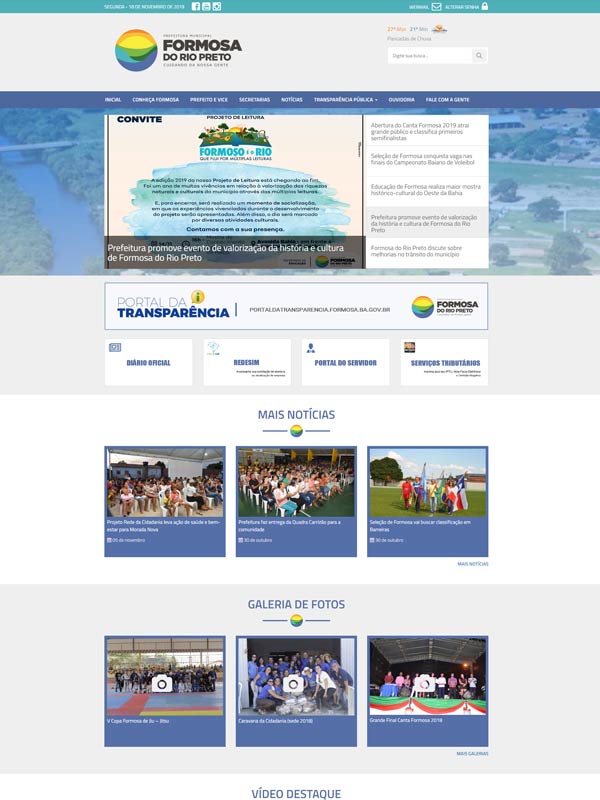 SEGUNDA - 18 DE NOVEMBRO DE 2019
WEBMAIL
ALTERAR SENHA
PREFEITURA MUNICIPAL
FORMOSA
DO RIO PRETO
CUIDANDO DA NOSSA GENTE
27º Max 21º Min
Pancadas de Chuva
Digite sua busca...
INICIAL
CONHEÇA FORMOSA
PREFEITO E VICE
SECRETARIAS
NOTÍCIAS
TRANSPARÊNCIA PÚBLICA
OUVIDORIA
FALE COM A GENTE
CONVITE
PROJETO DE LEITURA
FORMOSO É O RIO
QUE FLUI POR MÚLTIPLAS LEITURAS
A edição 2019 do nosso Projeto de Leitura está chegando ao fim.
Foi um ano de muitas vivências em relação à valorização das riquezas
naturais e culturais do município através das múltiplas leituras.
E, para encerrar, será realizado um momento de socialização,
em que as experiências vivenciadas durante o desenvolvimento
do projeto serão apresentadas. Além disso, o dia será marcado
por diversas atividades culturais.
Contamos com a sua presença.
Prefeitura promove evento de valorização da história e cultura
de Formosa do Rio Preto
FORMOSA
DO RIO PRETO
Abertura do Canta Formosa 2019 atrai
grande público e classifica primeiros
semifinalistas
Seleção de Formosa conquista vaga nas
finais do Campeonato Baiano de Voleibol
Educação de Formosa realiza maior mostra
histórico-cultural do Oeste da Bahia
Prefeitura promove evento de valorização
da história e cultura de Formosa do Rio
Preto
Formosa do Rio Preto discute sobre
melhorias no trânsito do município
PORTAL DA
TRANSPARÊNCIA
PORTALDATRANSPARENCIA.FORMOSA.BA.GOV.BR
FORMOSA
DO RIO PRETO
DIÁRIO OFICIAL
REDESIM
PORTAL DO SERVIDOR
SERVIÇOS TRIBUTÁRIOS
MAIS NOTÍCIAS
Projeto Rede da Cidadania leva ação de saúde e bem-
estar para Morada Nova
05 de novembro
Prefeitura faz entrega da Quadra Carrizão para a
comunidade
30 de outubro
Seleção de Formosa vai buscar classificação em
Barreiras
30 de outubro
MAIS NOTÍCIAS
GALERIA DE FOTOS
V Copa Formosa de Jiu – Jitsu
Caravana da Cidadania (sede 2018)
Grande Final Canta Formosa 2018
MAIS GALERIAS
VÍDEO DESTAQUE